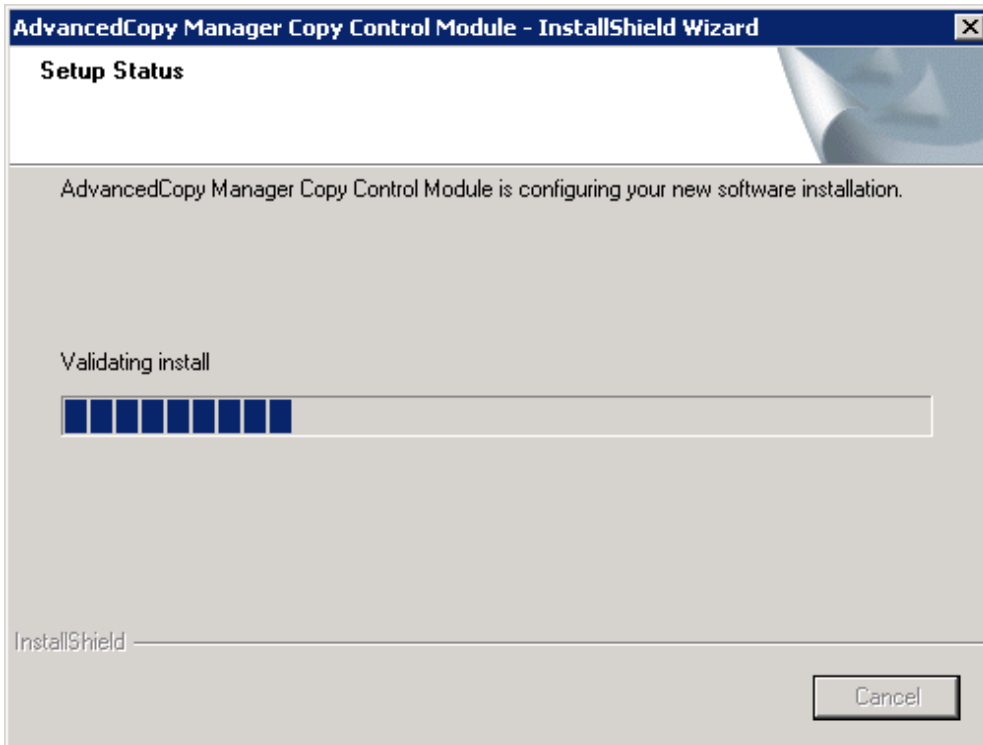 AdvancedCopy Manager Copy Control Module - InstallShield Wizard
Setup Status
AdvancedCopy Manager Copy Control Module is configuring your new software installation.
Validating install
InstallShield
Cancel